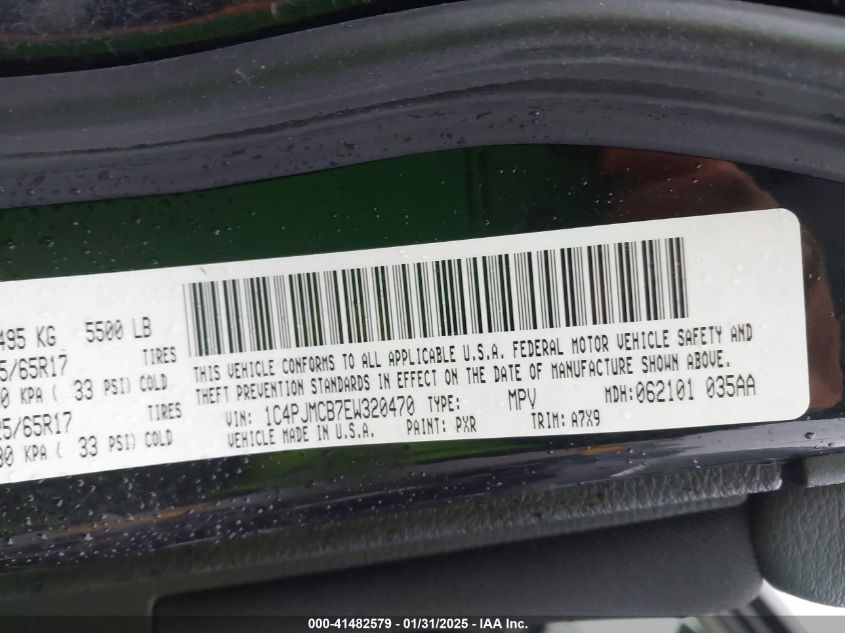 495 KG 5500 LB
5/65R17 TIRES
0 KPA ( 33 PSI) COLD
25/65R17 TIRES
30 KPA ( 33 PSI) COLD
THIS VEHICLE CONFORMS TO ALL APPLICABLE U.S.A. FEDERAL MOTOR VEHICLE SAFETY AND
THEFT PREVENTION STANDARDS IN EFFECT ON THE DATE OF MANUFACTURE SHOWN ABOVE.
VIN: 1C4PJMCB7EW320470 TYPE: MPV MDH:062101 035AA
VEHICLE MADE IN U.S.A. PAINT: PXR TRIM: A7X9
000-41482579 - 01/31/2025 - IAA Inc.